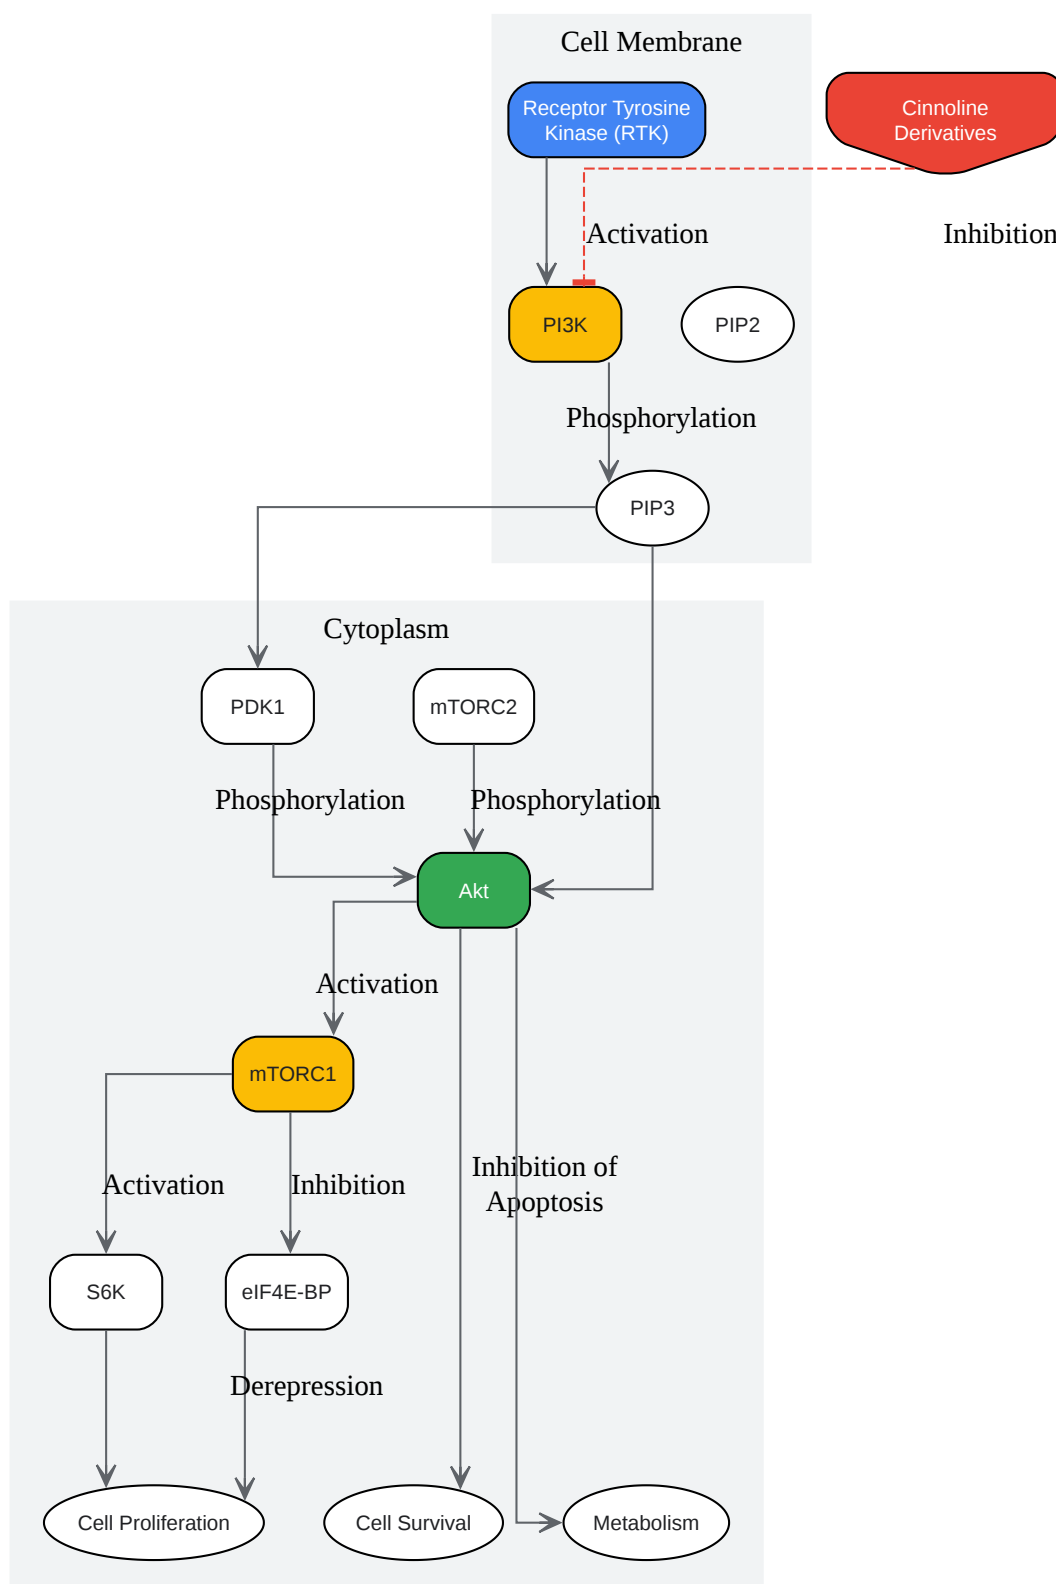 Cell Membrane
Receptor Tyrosine
Kinase (RTK)
Cinnoline
Derivatives
Activation
Inhibition
PI3K
PIP2
Phosphorylation
PIP3
Cytoplasm
PDK1
mTORC2
Phosphorylation
Phosphorylation
Akt
Activation
mTORC1
Activation
Inhibition
Inhibition of
Apoptosis
S6K
eIF4E-BP
Derepression
Cell Proliferation
Cell Survival
Metabolism